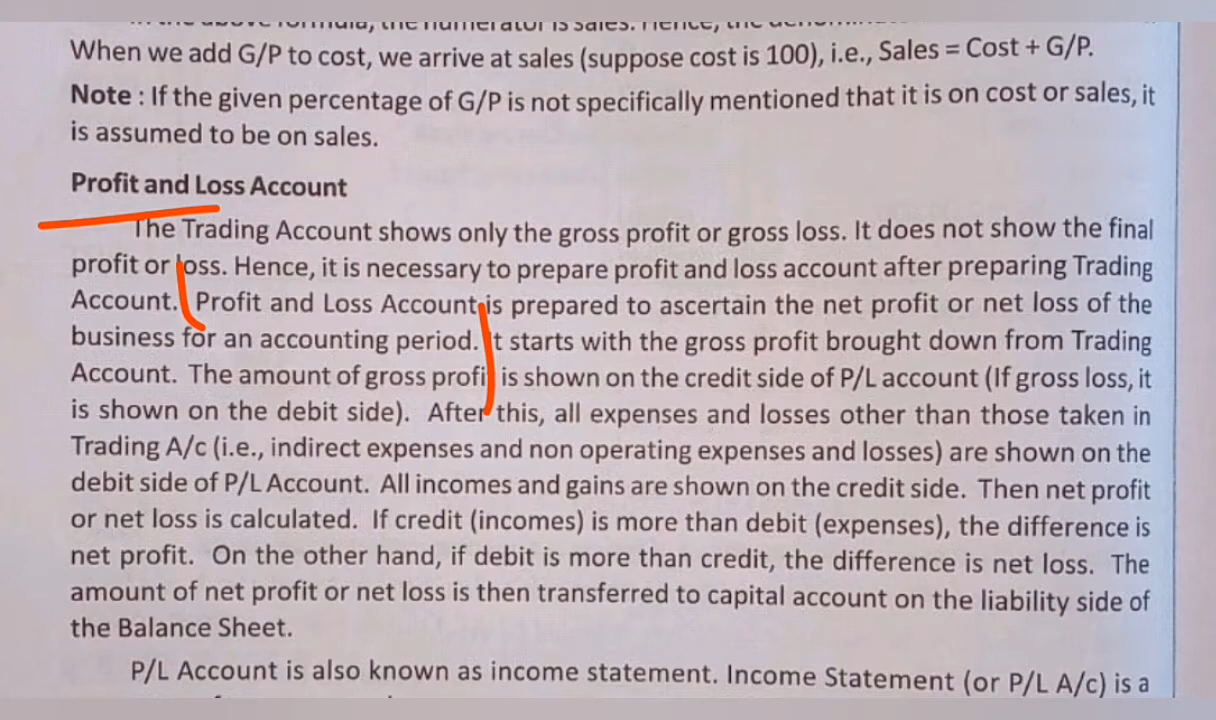 In the above formula, the numerator is sales. Hence, the
When we add G/P to cost, we arrive at sales (suppose cost is 100), i.e., Sales = Cost + G/P.
Note : If the given percentage of G/P is not specifically mentioned that it is on cost or sales, it
is assumed to be on sales.
Profit and Loss Account
The Trading Account shows only the gross profit or gross loss. It does not show the final
profit or loss. Hence, it is necessary to prepare profit and loss account after preparing Trading
Account. Profit and Loss Account is prepared to ascertain the net profit or net loss of the
business for an accounting period. It starts with the gross profit brought down from Trading
Account. The amount of gross profit is shown on the credit side of P/L account (If gross loss, it
is shown on the debit side). After this, all expenses and losses other than those taken in
Trading A/c (i.e., indirect expenses and non operating expenses and losses) are shown on the
debit side of P/L Account. All incomes and gains are shown on the credit side. Then net profit
or net loss is calculated. If credit (incomes) is more than debit (expenses), the difference is
net profit. On the other hand, if debit is more than credit, the difference is net loss. The
amount of net profit or net loss is then transferred to capital account on the liability side of
the Balance Sheet.
P/L Account is also known as income statement. Income Statement (or P/L A/c) is a